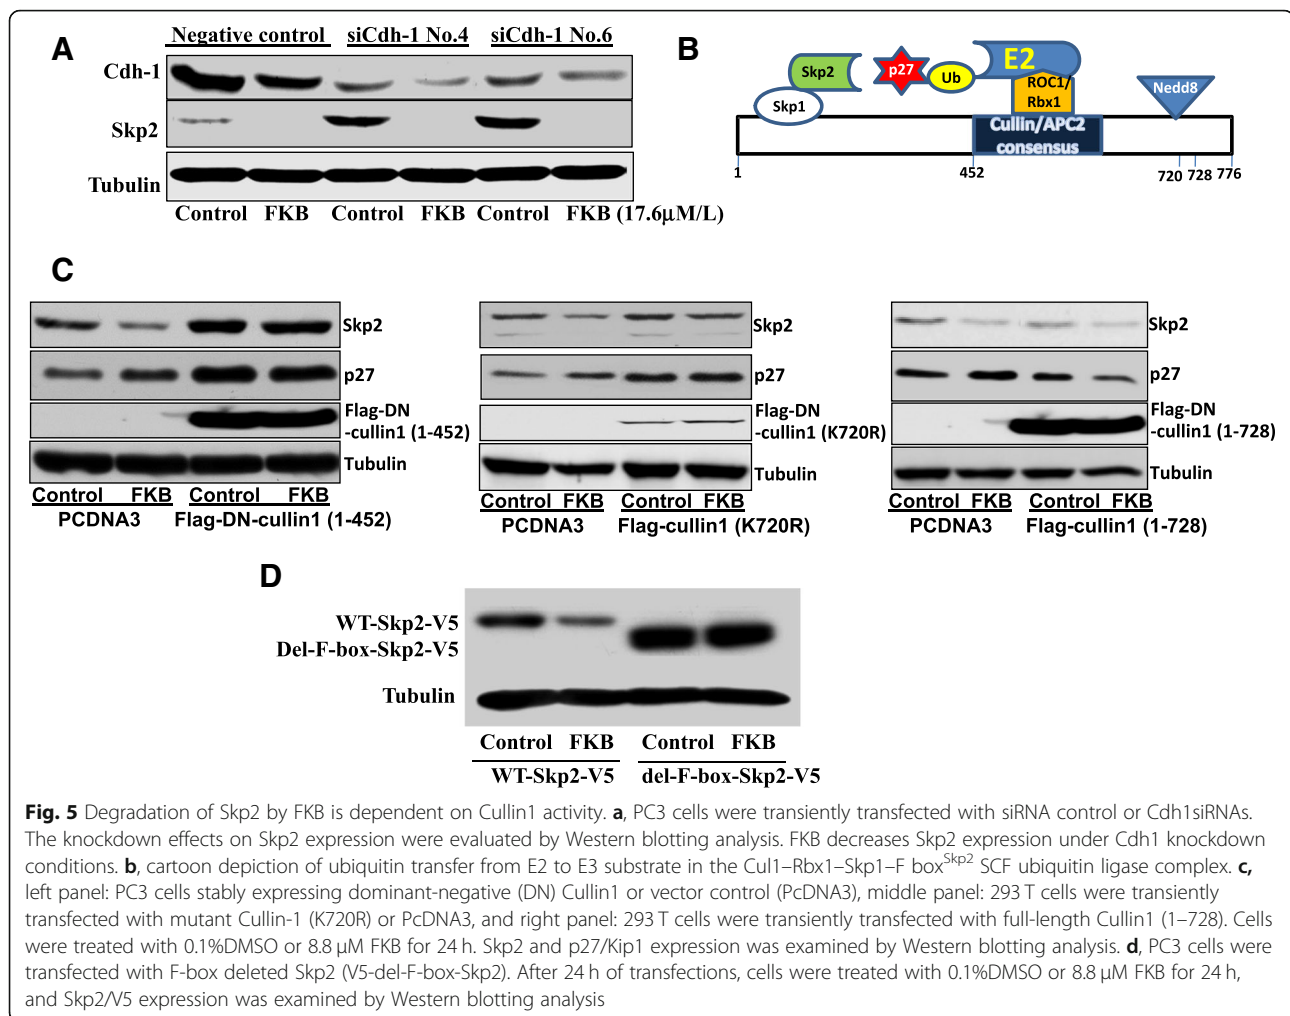 A
Negative control siCdh-1 No.4 siCdh-1 No.6
Cdh-1
Skp2
Tubulin
Control FKB Control FKB Control FKB (17.6μM/L)
B
Skp2
p27
Ub
E2
Skp1
ROC1/
Rbx1
Nedd8
Cullin/APC2
consensus
1 452 720 728 776
C
Skp2
p27
Flag-DN
-cullin1 (1-452)
Tubulin
Control FKB Control FKB
PCDNA3 Flag-DN-cullin1 (1-452)
Skp2
p27
Flag-DN
-cullin1 (K720R)
Tubulin
Control FKB Control FKB
PCDNA3 Flag-cullin1 (K720R)
Skp2
p27
Flag-DN
-cullin1 (1-728)
Tubulin
Control FKB Control FKB
PCDNA3 Flag-cullin1 (1-728)
D
WT-Skp2-V5
Del-F-box-Skp2-V5
Tubulin
Control FKB Control FKB
WT-Skp2-V5 del-F-box-Skp2-V5
Fig. 5 Degradation of Skp2 by FKB is dependent on Cullin1 activity. a, PC3 cells were transiently transfected with siRNA control or Cdh1siRNAs.
The knockdown effects on Skp2 expression were evaluated by Western blotting analysis. FKB decreases Skp2 expression under Cdh1 knockdown
conditions. b, cartoon depiction of ubiquitin transfer from E2 to E3 substrate in the Cul1–Rbx1–Skp1–F boxSkp2 SCF ubiquitin ligase complex. c,
left panel: PC3 cells stably expressing dominant-negative (DN) Cullin1 or vector control (PcDNA3), middle panel: 293 T cells were transiently
transfected with mutant Cullin-1 (K720R) or PcDNA3, and right panel: 293 T cells were transiently transfected with full-length Cullin1 (1–728). Cells
were treated with 0.1%DMSO or 8.8 μM FKB for 24 h. Skp2 and p27/Kip1 expression was examined by Western blotting analysis. d, PC3 cells were
transfected with F-box deleted Skp2 (V5-del-F-box-Skp2). After 24 h of transfections, cells were treated with 0.1%DMSO or 8.8 μM FKB for 24 h,
and Skp2/V5 expression was examined by Western blotting analysis